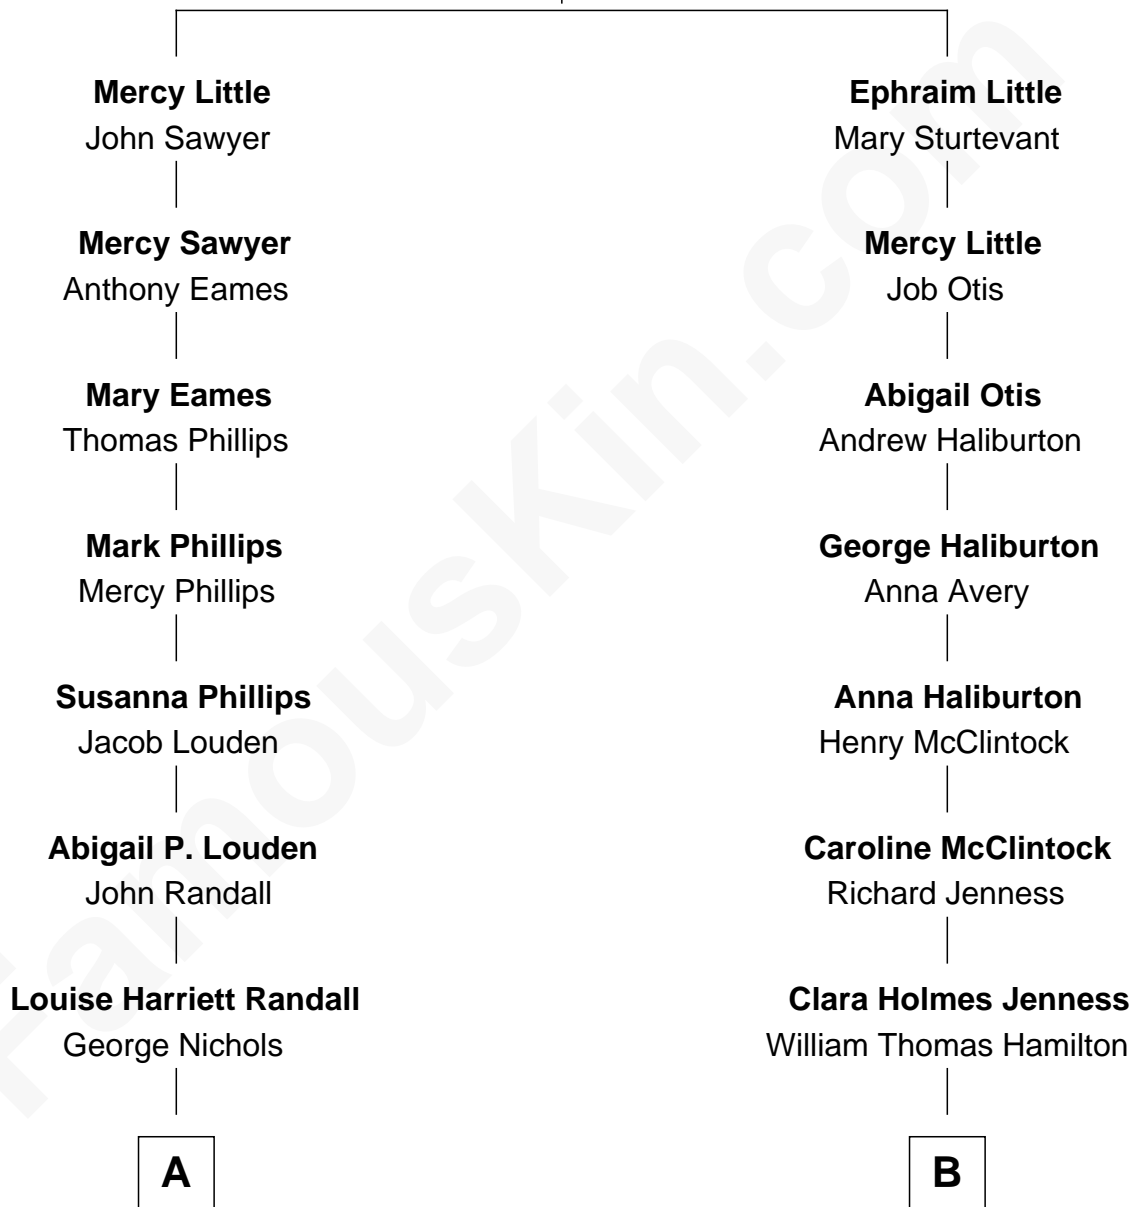 Mercy Little
John Sawyer
Mercy Sawyer
Anthony Eames
Mary Eames
Thomas Phillips
Mark Phillips
Mercy Phillips
Susanna Phillips
Jacob Louden
Abigail P. Louden
John Randall
Louise Harriett Randall
George Nichols
A
Ephraim Little
Mary Sturtevant
Mercy Little
Job Otis
Abigail Otis
Andrew Haliburton
George Haliburton
Anna Avery
Anna Haliburton
Henry McClintock
Caroline McClintock
Richard Jenness
Clara Holmes Jenness
William Thomas Hamilton
B
FamousKin.com